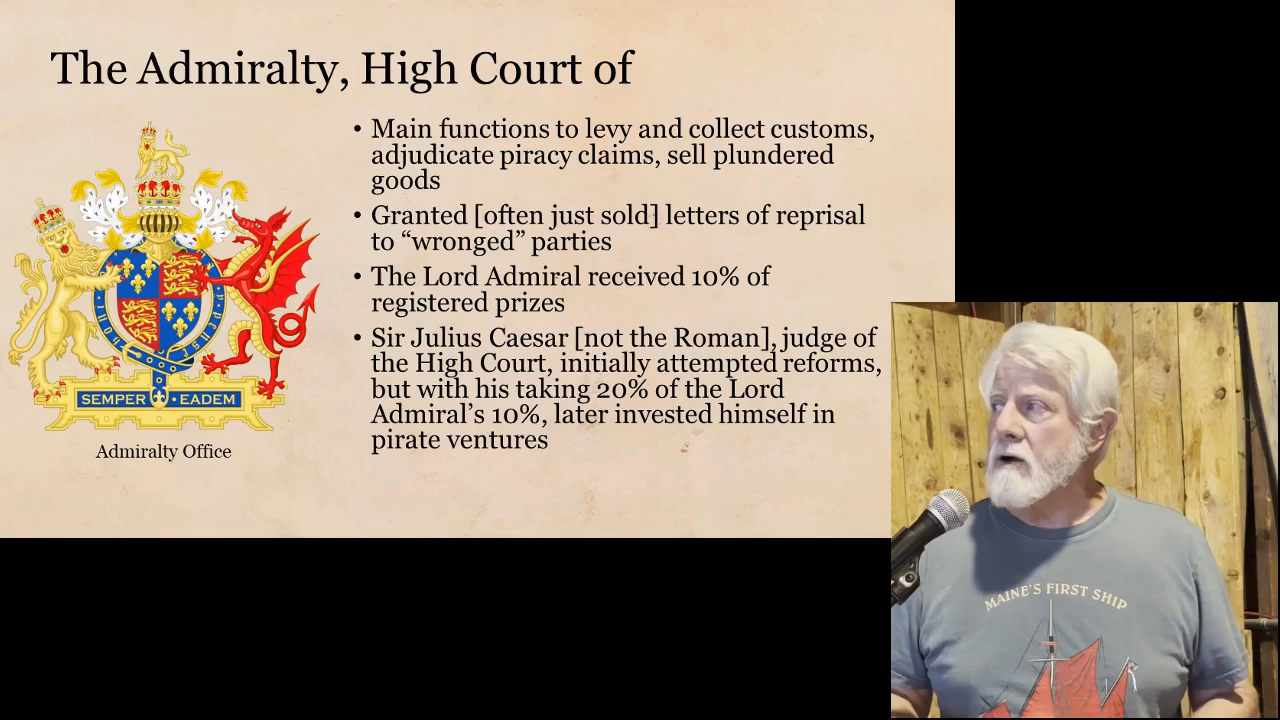 The Admiralty, High Court of
• Main functions to levy and collect customs,
adjudicate piracy claims, sell plundered
goods
• Granted [often just sold] letters of reprisal
to “wronged” parties
• The Lord Admiral received 10% of
registered prizes
• Sir Julius Caesar [not the Roman], judge of
the High Court, initially attempted reforms,
but with his taking 20% of the Lord
Admiral’s 10%, later invested himself in
pirate ventures
SEMPER EADEM
Admiralty Office
MAINE'S FIRST SHIP